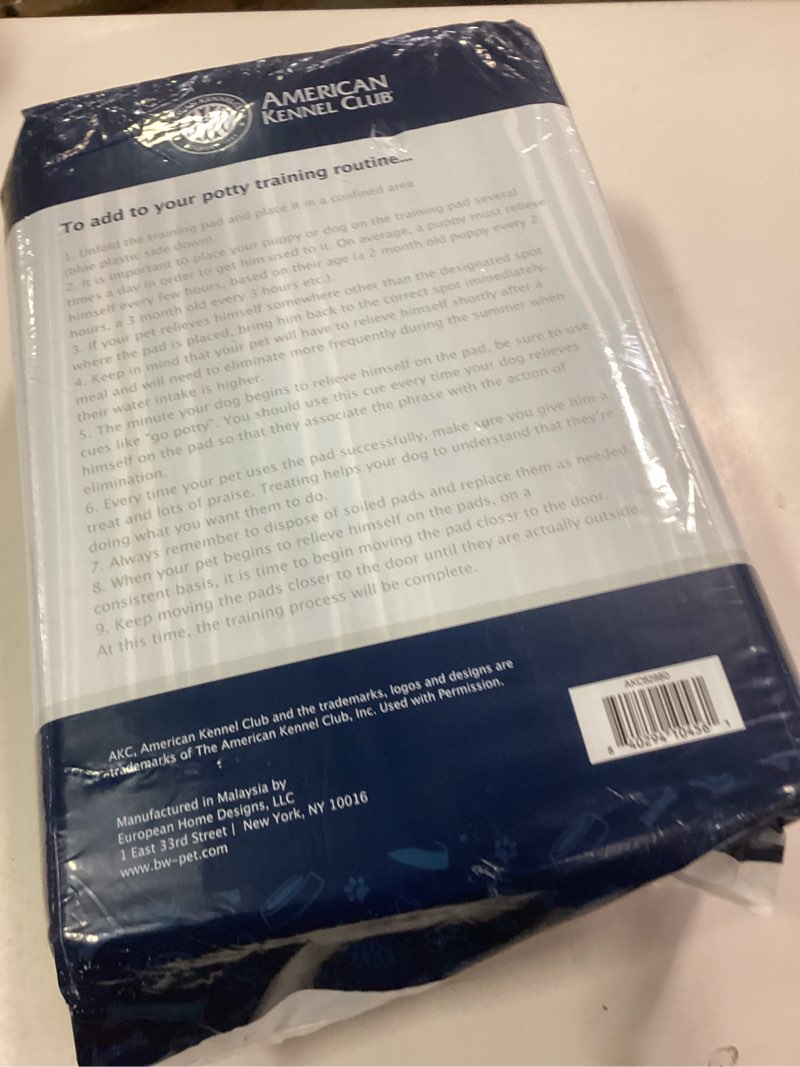 AMERICAN
KENNEL CLUB®
To add to your potty training routine...
1. Unfold the training pad and place it in a confined area
(blue plastic side down).
2. It is important to place your puppy or dog on the training pad several
times a day in order to get him used to it. On average, a puppy must relieve
himself every few hours, based on their age (a 2 month old puppy every 2
hours, a 3 month old every 3 hours etc.).
3. If your pet relieves himself somewhere other than the designated spot
where the pad is placed, bring him back to the correct spot immediately.
4. Keep in mind that your pet will have to relieve himself shortly after a
meal and will need to eliminate more frequently during the summer when
their water intake is higher.
5. The minute your dog begins to relieve himself on the pad, be sure to use
cues like "go potty". You should use this cue every time your dog relieves
himself on the pad so that they associate the phrase with the action of
elimination.
6. Every time your pet uses the pad successfully, make sure you give him a
treat and lots of praise. Treating helps your dog to understand that they're
doing what you want them to do.
7. Always remember to dispose of soiled pads and replace them as needed.
8. When your pet begins to relieve himself on the pads, on a
consistent basis, it is time to begin moving the pad closer to the door.
9. Keep moving the pads closer to the door until they are actually outside.
At this time, the training process will be complete.
AKC, American Kennel Club and the trademarks, logos and designs are
trademarks of The American Kennel Club, Inc. Used with Permission.
Manufactured in Malaysia by
European Home Designs, LLC
1 East 33rd Street | New York, NY 10016
www.bw-pet.com
8 40294 10436 1